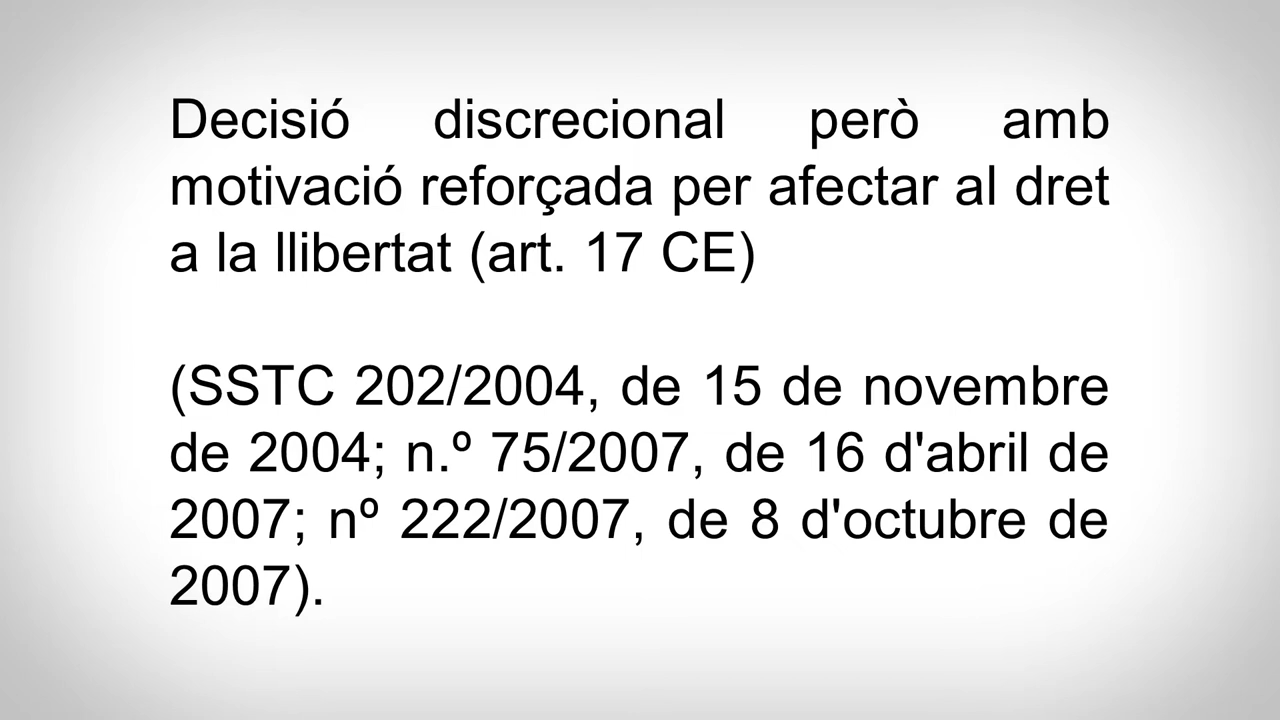 Decisió discrecional però amb
motivació reforçada per afectar al dret
a la llibertat (art. 17 CE)
(SSTC 202/2004, de 15 de novembre
de 2004; n.º 75/2007, de 16 d'abril de
2007; nº 222/2007, de 8 d'octubre de
2007).